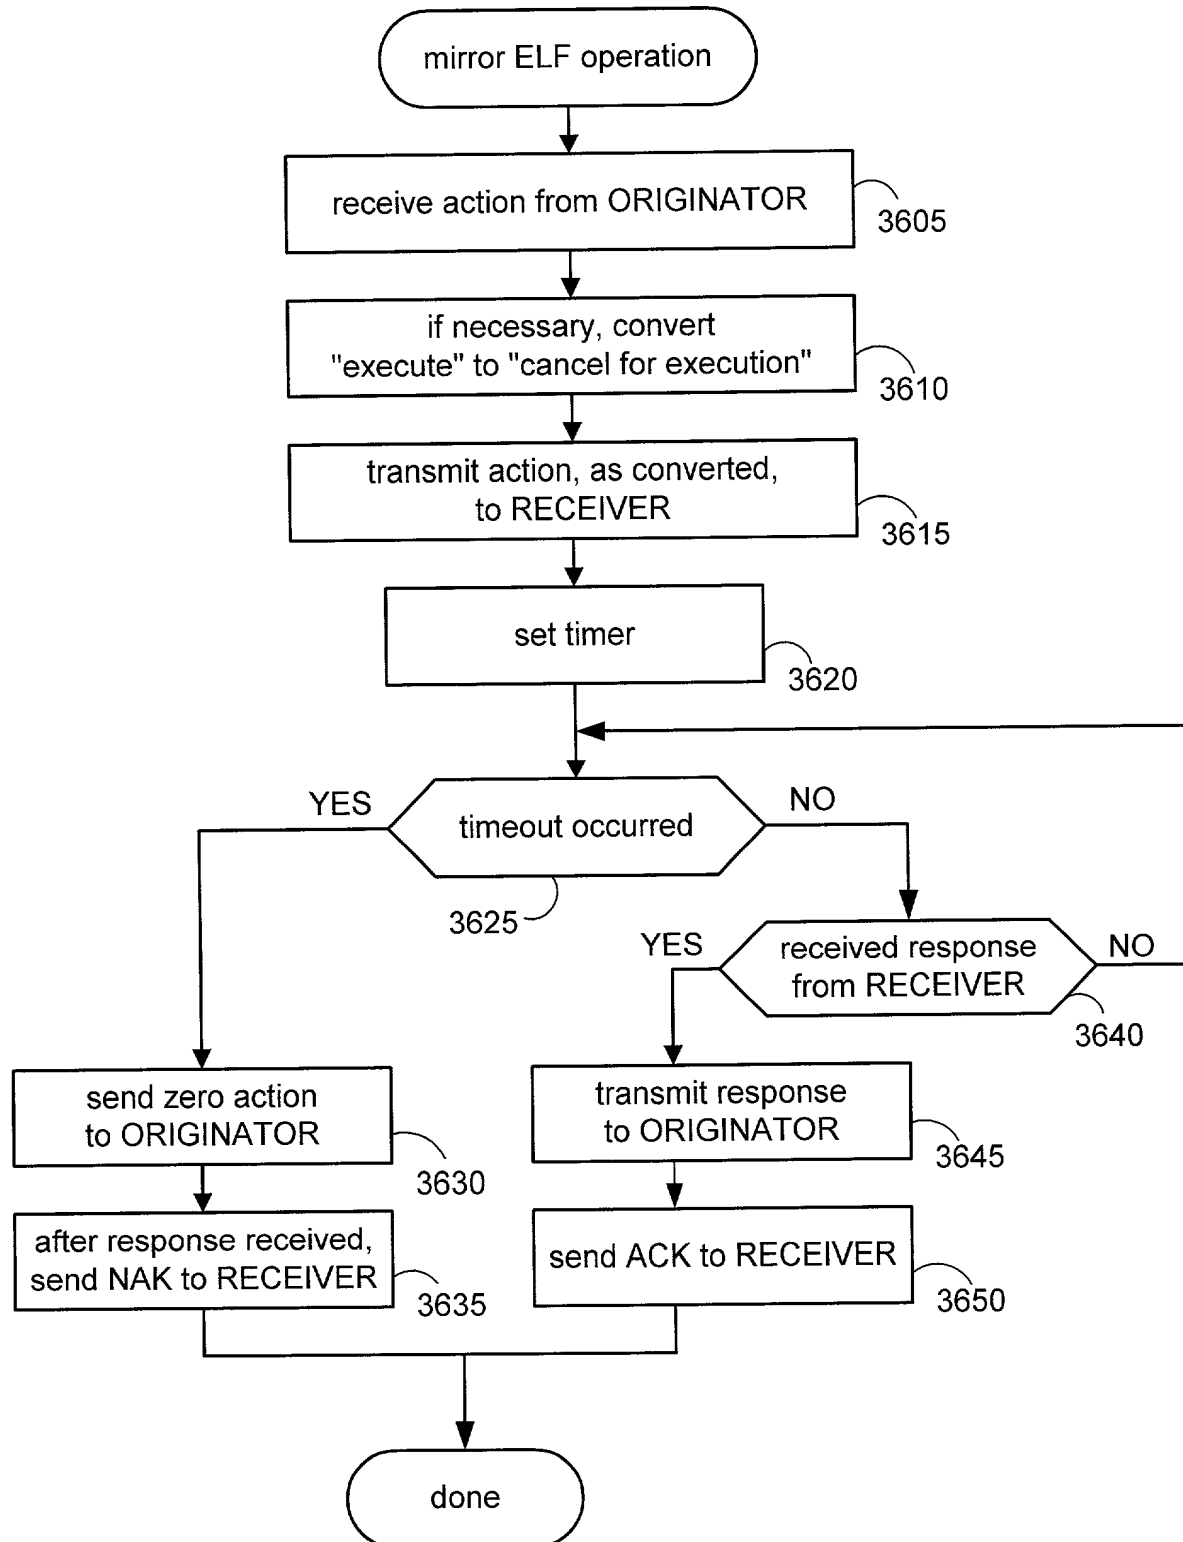 mirror ELF operation
receive action from ORIGINATOR
3605
if necessary, convert
"execute" to "cancel for execution"
3610
transmit action, as converted,
to RECEIVER
3615
set timer
3620
YES
timeout occurred
NO
3625
YES
received response
from RECEIVER
NO
3640
send zero action
to ORIGINATOR
3630
transmit response
to ORIGINATOR
3645
after response received,
send NAK to RECEIVER
3635
send ACK to RECEIVER
3650
done